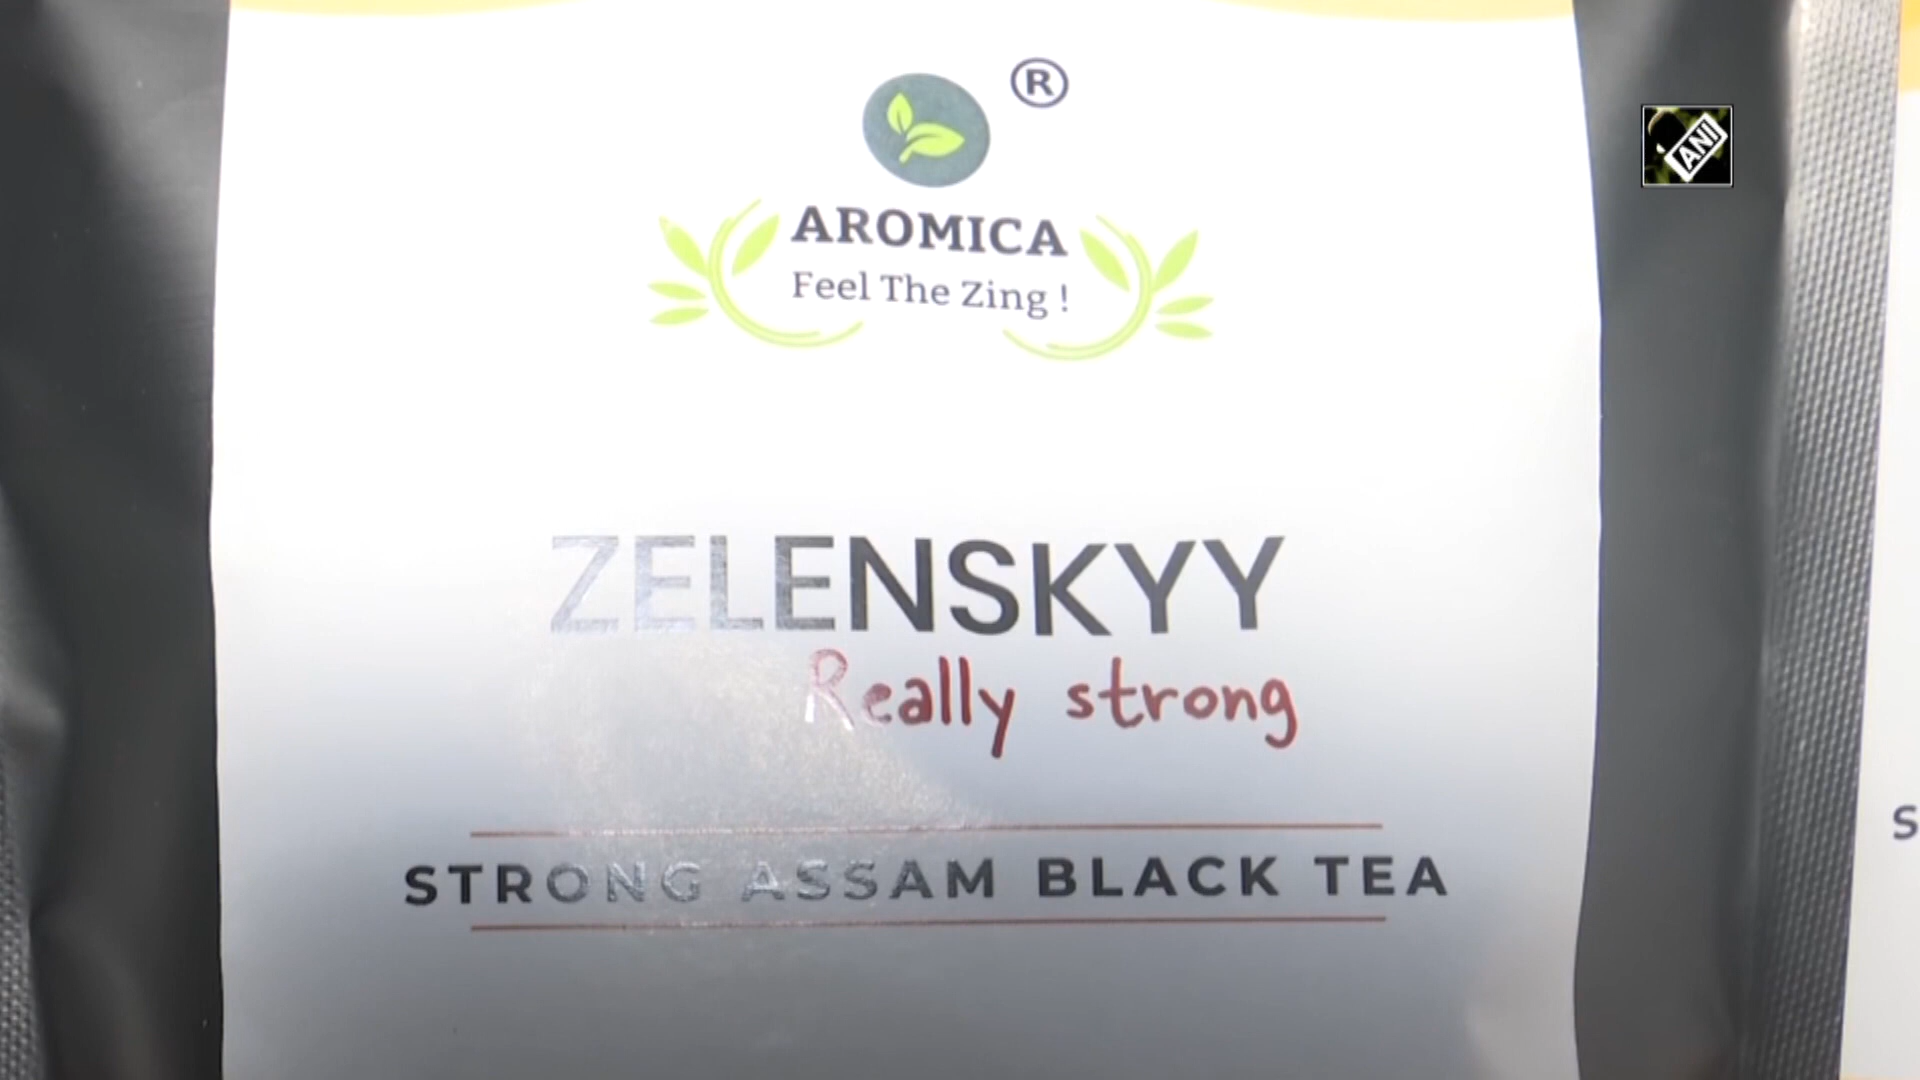 ®
AROMICA
Feel The Zing !
ANI
ZELENSKYY
Really strong
STRONG ASSAM BLACK TEA
S